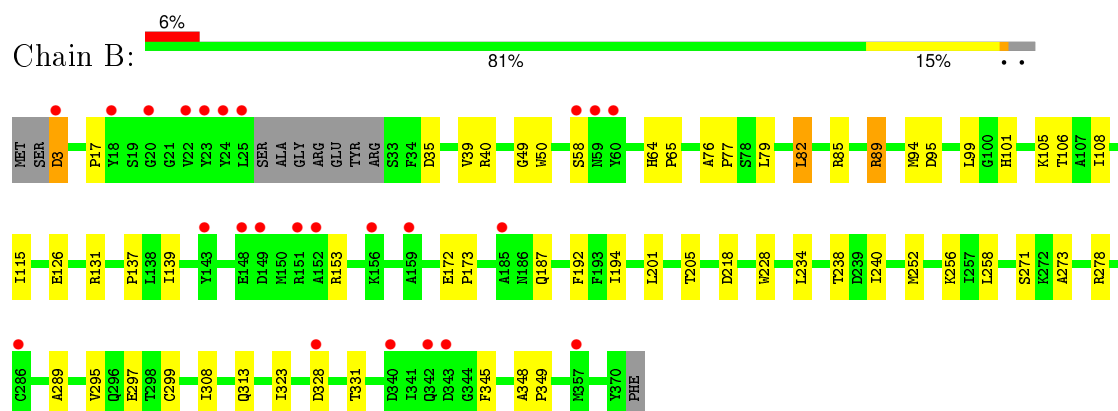 6%
Chain B:
81% 15% • •
MET SER D3 P17 Y18 S19 G20 G21 V22 Y23 Y24 L25 SER ALA GLY ARG GLU TYR ARG S33 F34 D35 V39 R40 G49 W50 S58 N59 Y60 H64 P65 A76 P77 S78 L79 L82 R85 R89 M94 D95 L99 G100 H101 K105 T106 A107 I108
I115 E126 R131 P137 L138 I139 Y143 E148 D149 M150 R151 A152 R153 K156 A159 E172 P173 A185 N186 Q187 F192 F193 I194 L201 T205 D218 W228 L234 T238 D239 I240 M252 K256 I257 L258 S271 K272 A273 R278
C286 A289 V295 Q296 E297 T298 C299 I308 Q313 I323 D328 T331 D340 I341 Q342 D343 G344 F345 A348 P349 M357 Y370 PHE